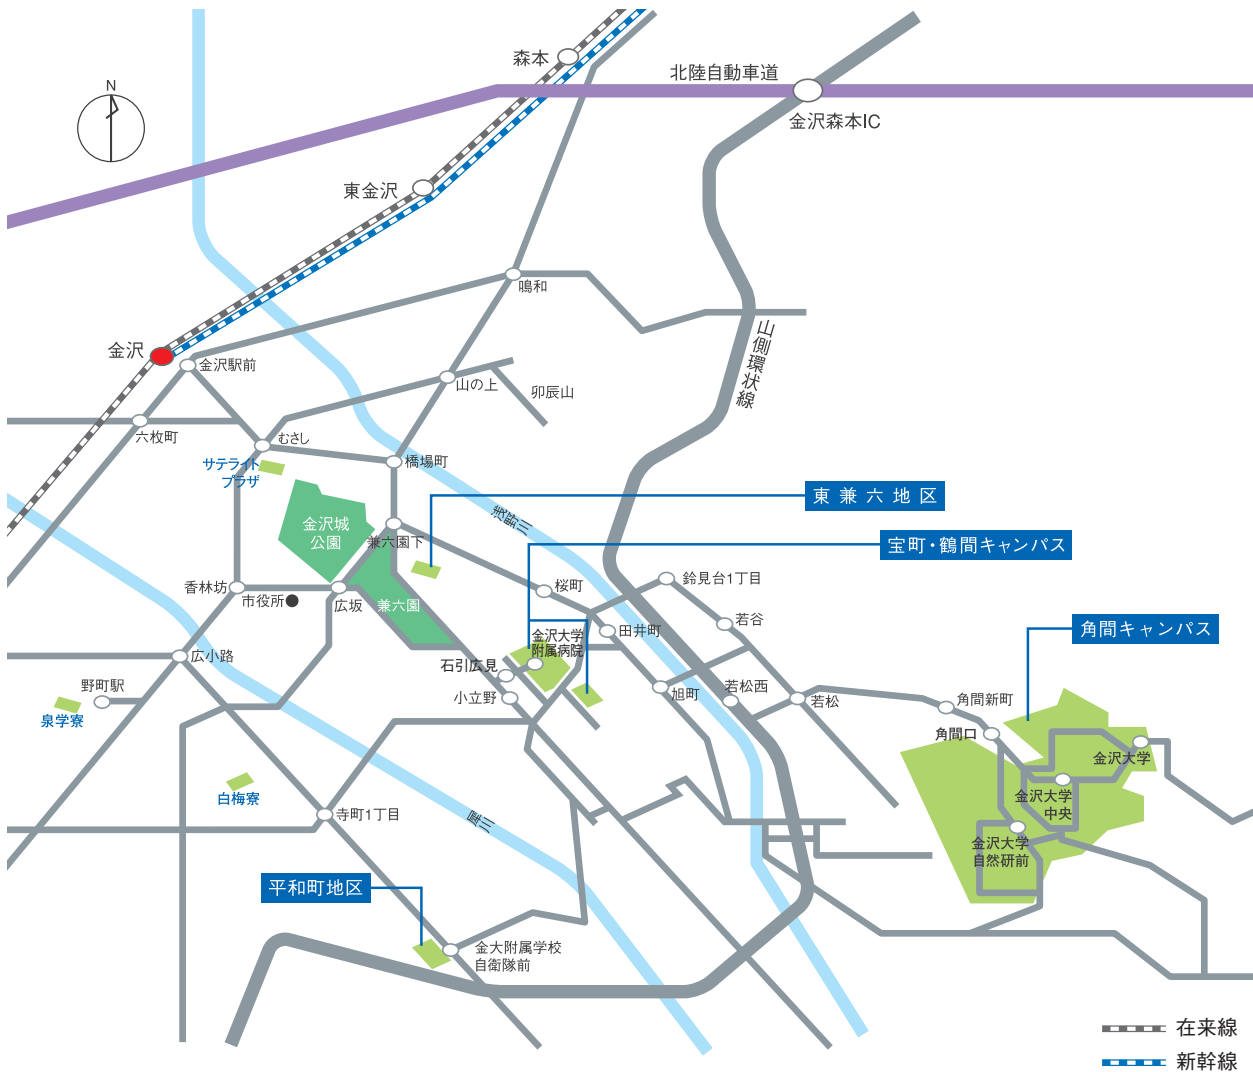 森本
北陸自動車道
N
金沢森本IC
東金沢
鳴和
山側環状線
金沢
金沢駅前
山の上
卯辰山
六枚町
むさし
サテライト
プラザ
橋場町
東兼六地区
浅野川
金沢城
公園
兼六園下
宝町・鶴間キャンパス
香林坊
市役所
広坂
兼六園
桜町
鈴見台1丁目
若谷
田井町
金沢大学
附属病院
角間キャンパス
広小路
石引広見
野町駅
小立野
旭町
若松西
若松
角間新町
泉学寮
角間口
金沢大学
白梅寮
金沢大学
中央
寺町1丁目
犀川
金沢大学
自然研前
平和町地区
金大附属学校
自衛隊前
在来線
新幹線